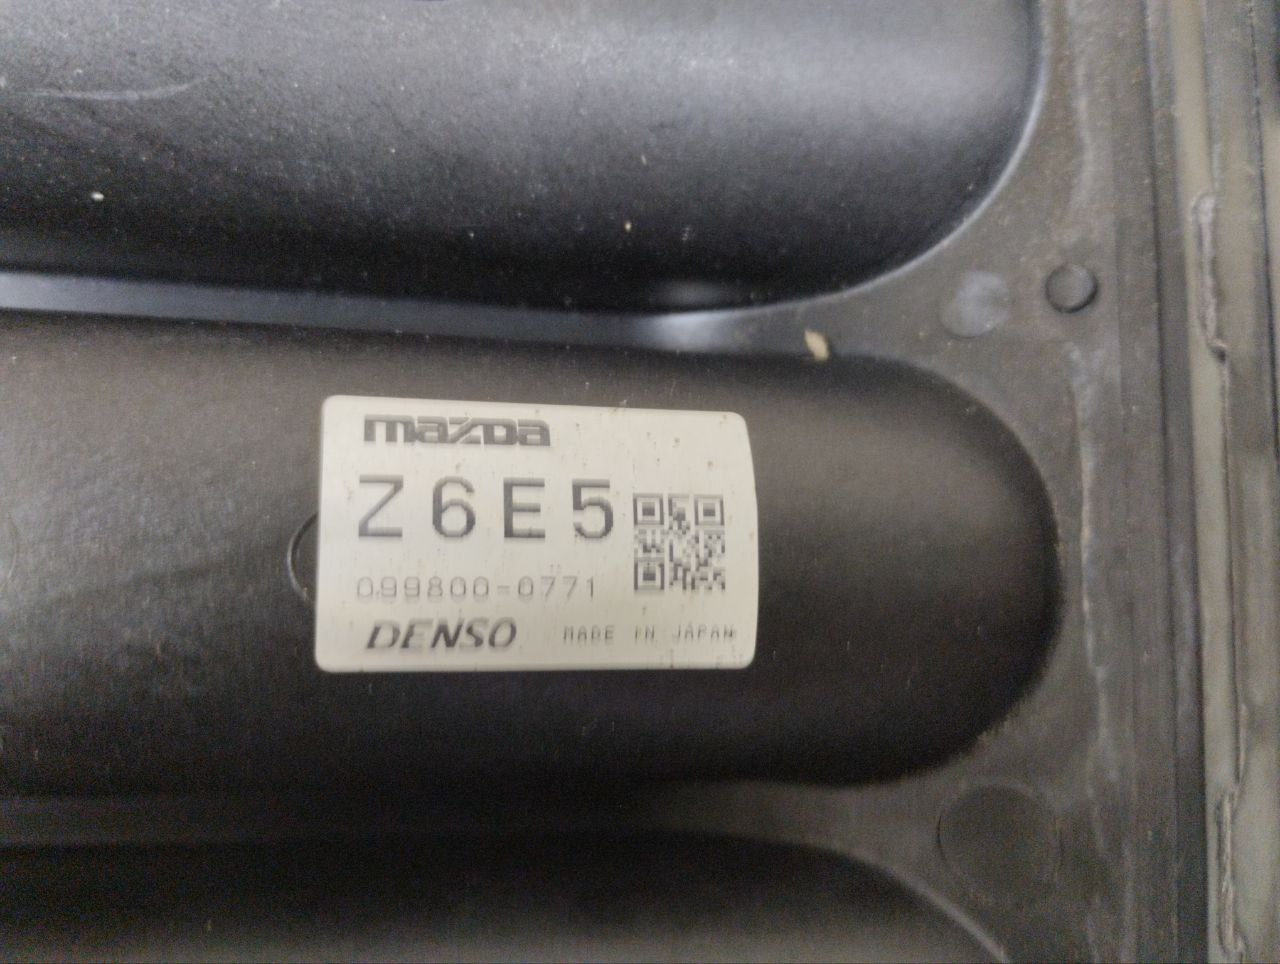 mazda
Z6E5
099800-0771
DENSO MADE IN JAPAN